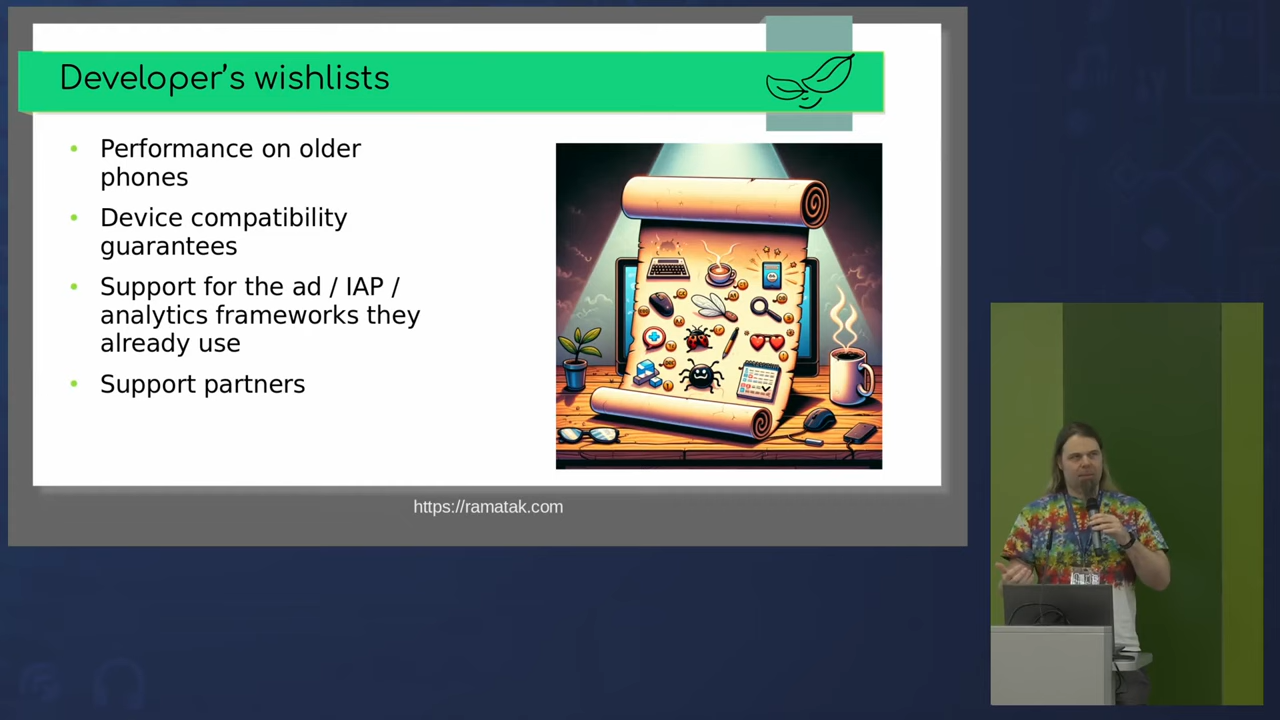 Developer's wishlists
Performance on older
phones
Device compatibility
guarantees
Support for the ad / IAP /
analytics frameworks they
already use
Support partners
https://ramatak.com